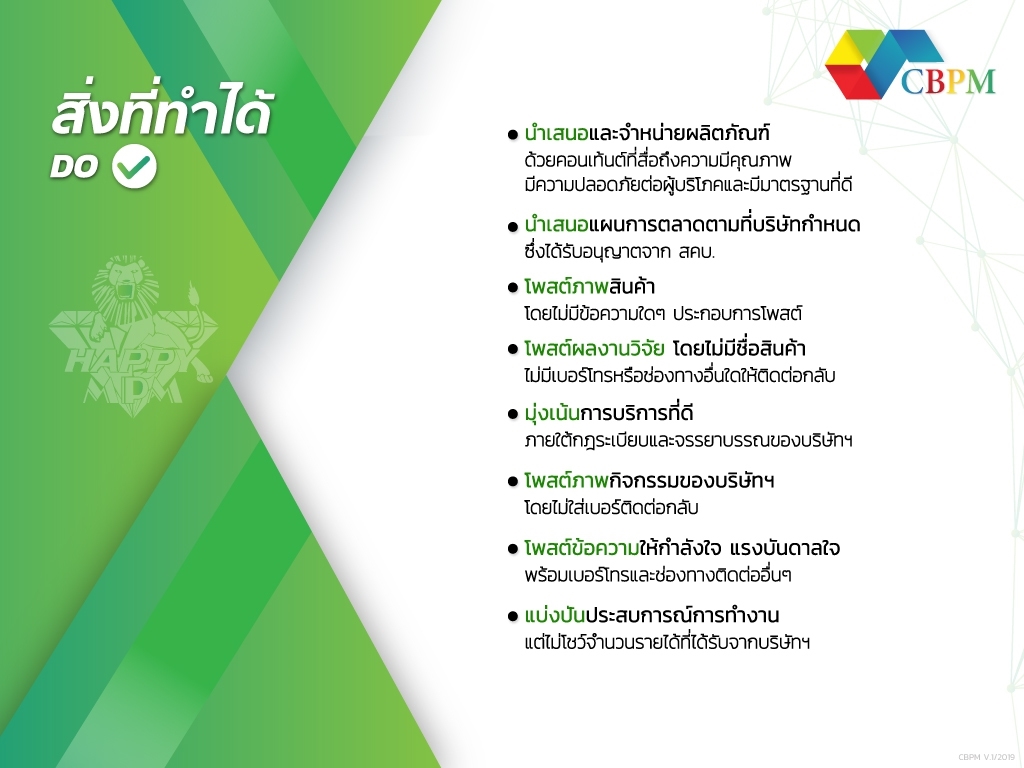 สิ่งที่ทำได้
DO
HAPPY
MPM
CBPM
• นำเสนอและจำหน่ายผลิตภัณฑ์
ด้วยคอนเท้นต์ที่สื่อถึงความมีคุณภาพ
มีความปลอดภัยต่อผู้บริโภคและมีมาตรฐานที่ดี
• นำเสนอแผนการตลาดตามที่บริษัทกำหนด
ซึ่งได้รับอนุญาตจาก สคบ.
• โพสต์ภาพสินค้า
โดยไม่มีข้อความใดๆ ประกอบการโพสต์
• โพสต์ผลงานวิจัย โดยไม่มีชื่อสินค้า
ไม่มีเบอร์โทรหรือช่องทางอื่นใดให้ติดต่อกลับ
• มุ่งเน้นการบริการที่ดี
ภายใต้กฎระเบียบและจรรยาบรรณของบริษัทฯ
• โพสต์ภาพกิจกรรมของบริษัทฯ
โดยไม่ใส่เบอร์ติดต่อกลับ
• โพสต์ข้อความให้กำลังใจ แรงบันดาลใจ
พร้อมเบอร์โทรและช่องทางติดต่ออื่นๆ
• แบ่งปันประสบการณ์การทำงาน
แต่ไม่โชว์จำนวนรายได้ที่ได้รับจากบริษัทฯ
CBPM V.1/2019